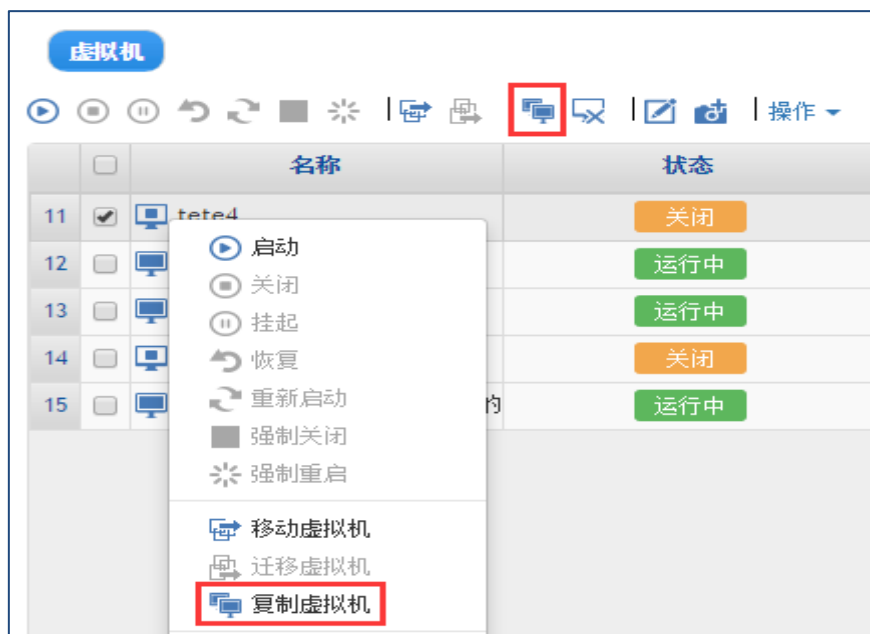 虚拟机
操作
名称 状态
11 tete4 关闭
12 运行中
13 运行中
14 关闭
15 的 运行中
启动
关闭
挂起
恢复
重新启动
强制关闭
强制重启
移动虚拟机
迁移虚拟机
复制虚拟机